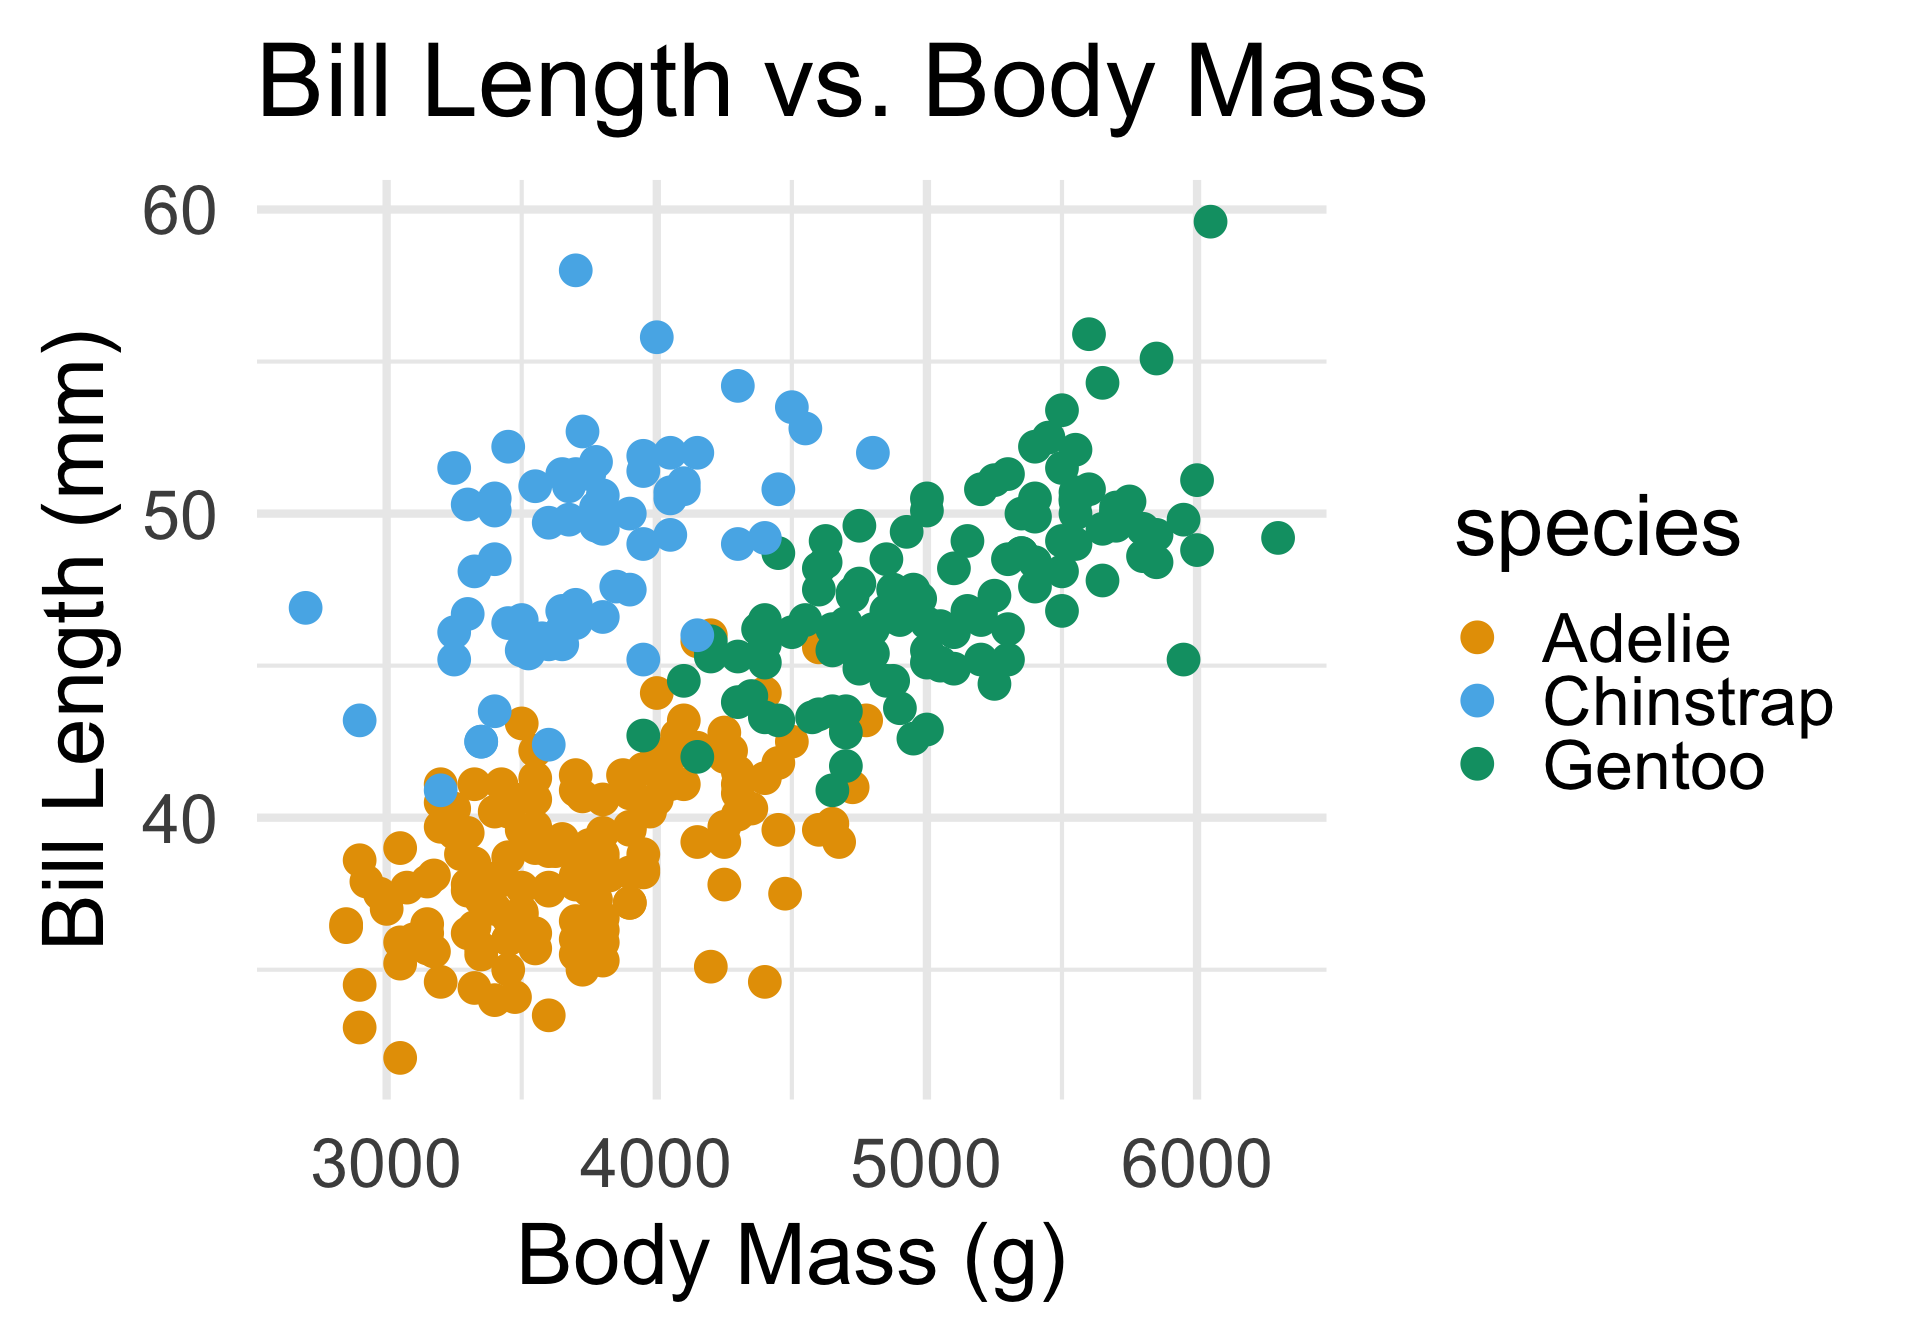 Bill Length vs. Body Mass
Bill Length (mm)
60
50
40
3000 4000 5000 6000
Body Mass (g)
species
Adelie
Chinstrap
Gentoo